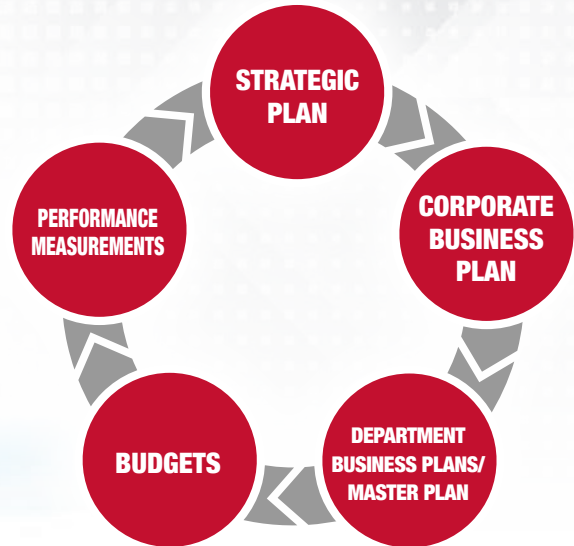 STRATEGIC
PLAN
CORPORATE
BUSINESS
PLAN
DEPARTMENT
BUSINESS PLANS/
MASTER PLAN
BUDGETS
PERFORMANCE
MEASUREMENTS